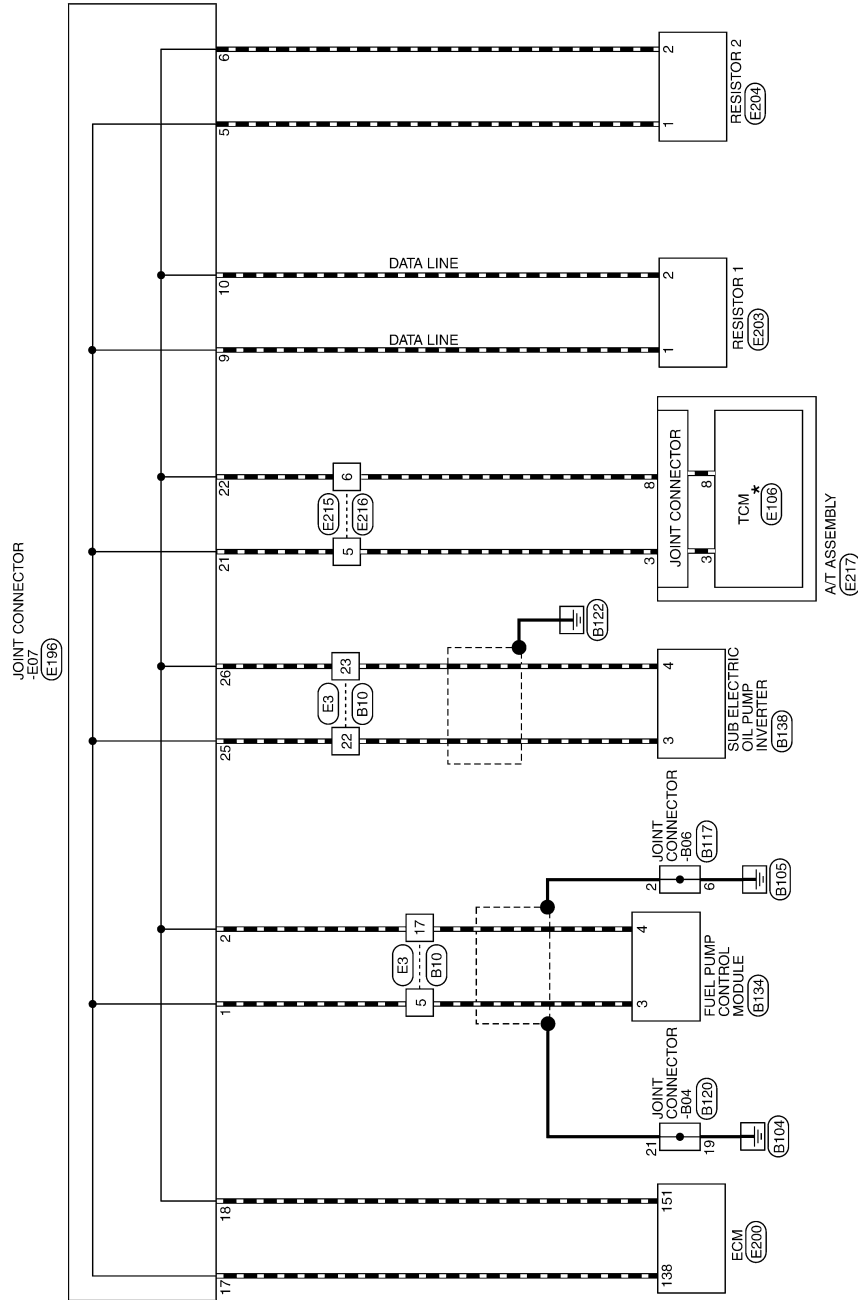 JOINT CONNECTOR
-E07
E196
17
18
1
2
25
26
21
22
9
10
5
6
DATA LINE
DATA LINE
E3
B10
5
17
E3
B10
22
23
E215
E216
5
6
B122
138
151
ECM
E200
21
19
JOINT
CONNECTOR
-B04
B120
B104
3
4
FUEL PUMP
CONTROL
MODULE
B134
2
6
JOINT
CONNECTOR
-B06
B117
B105
3
4
SUB ELECTRIC
OIL PUMP
INVERTER
B138
3
8
JOINT CONNECTOR
3
8
TCM *
E106
A/T ASSEMBLY
E217
1
2
RESISTOR 1
E203
1
2
RESISTOR 2
E204